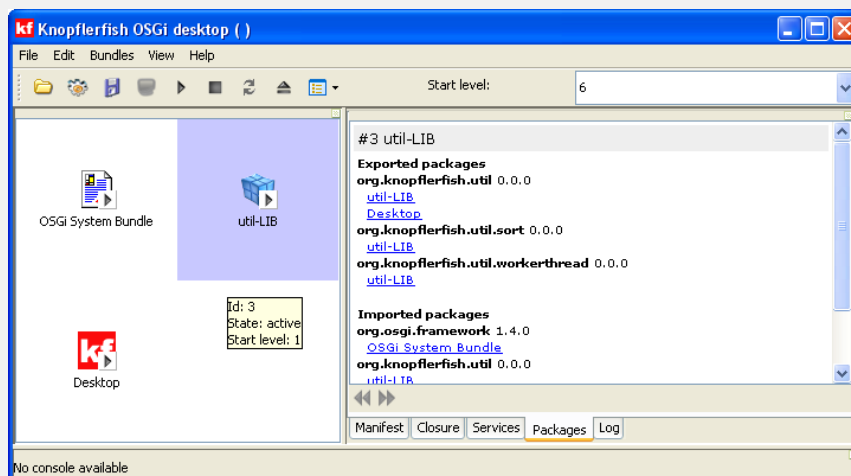 kf Knopflerfish OSGi desktop ( )
File Edit Bundles View Help
Start level: 6
OSGi System Bundle
util-LIB
Id: 3
State: active
Start level: 1
kf
Desktop
#3 util-LIB
Exported packages
org.knopflerfish.util 0.0.0
util-LIB
Desktop
org.knopflerfish.util.sort 0.0.0
util-LIB
org.knopflerfish.util.workerthread 0.0.0
util-LIB
Imported packages
org.osgi.framework 1.4.0
OSGi System Bundle
org.knopflerfish.util 0.0.0
util-LIB
Manifest Closure Services Packages Log
No console available